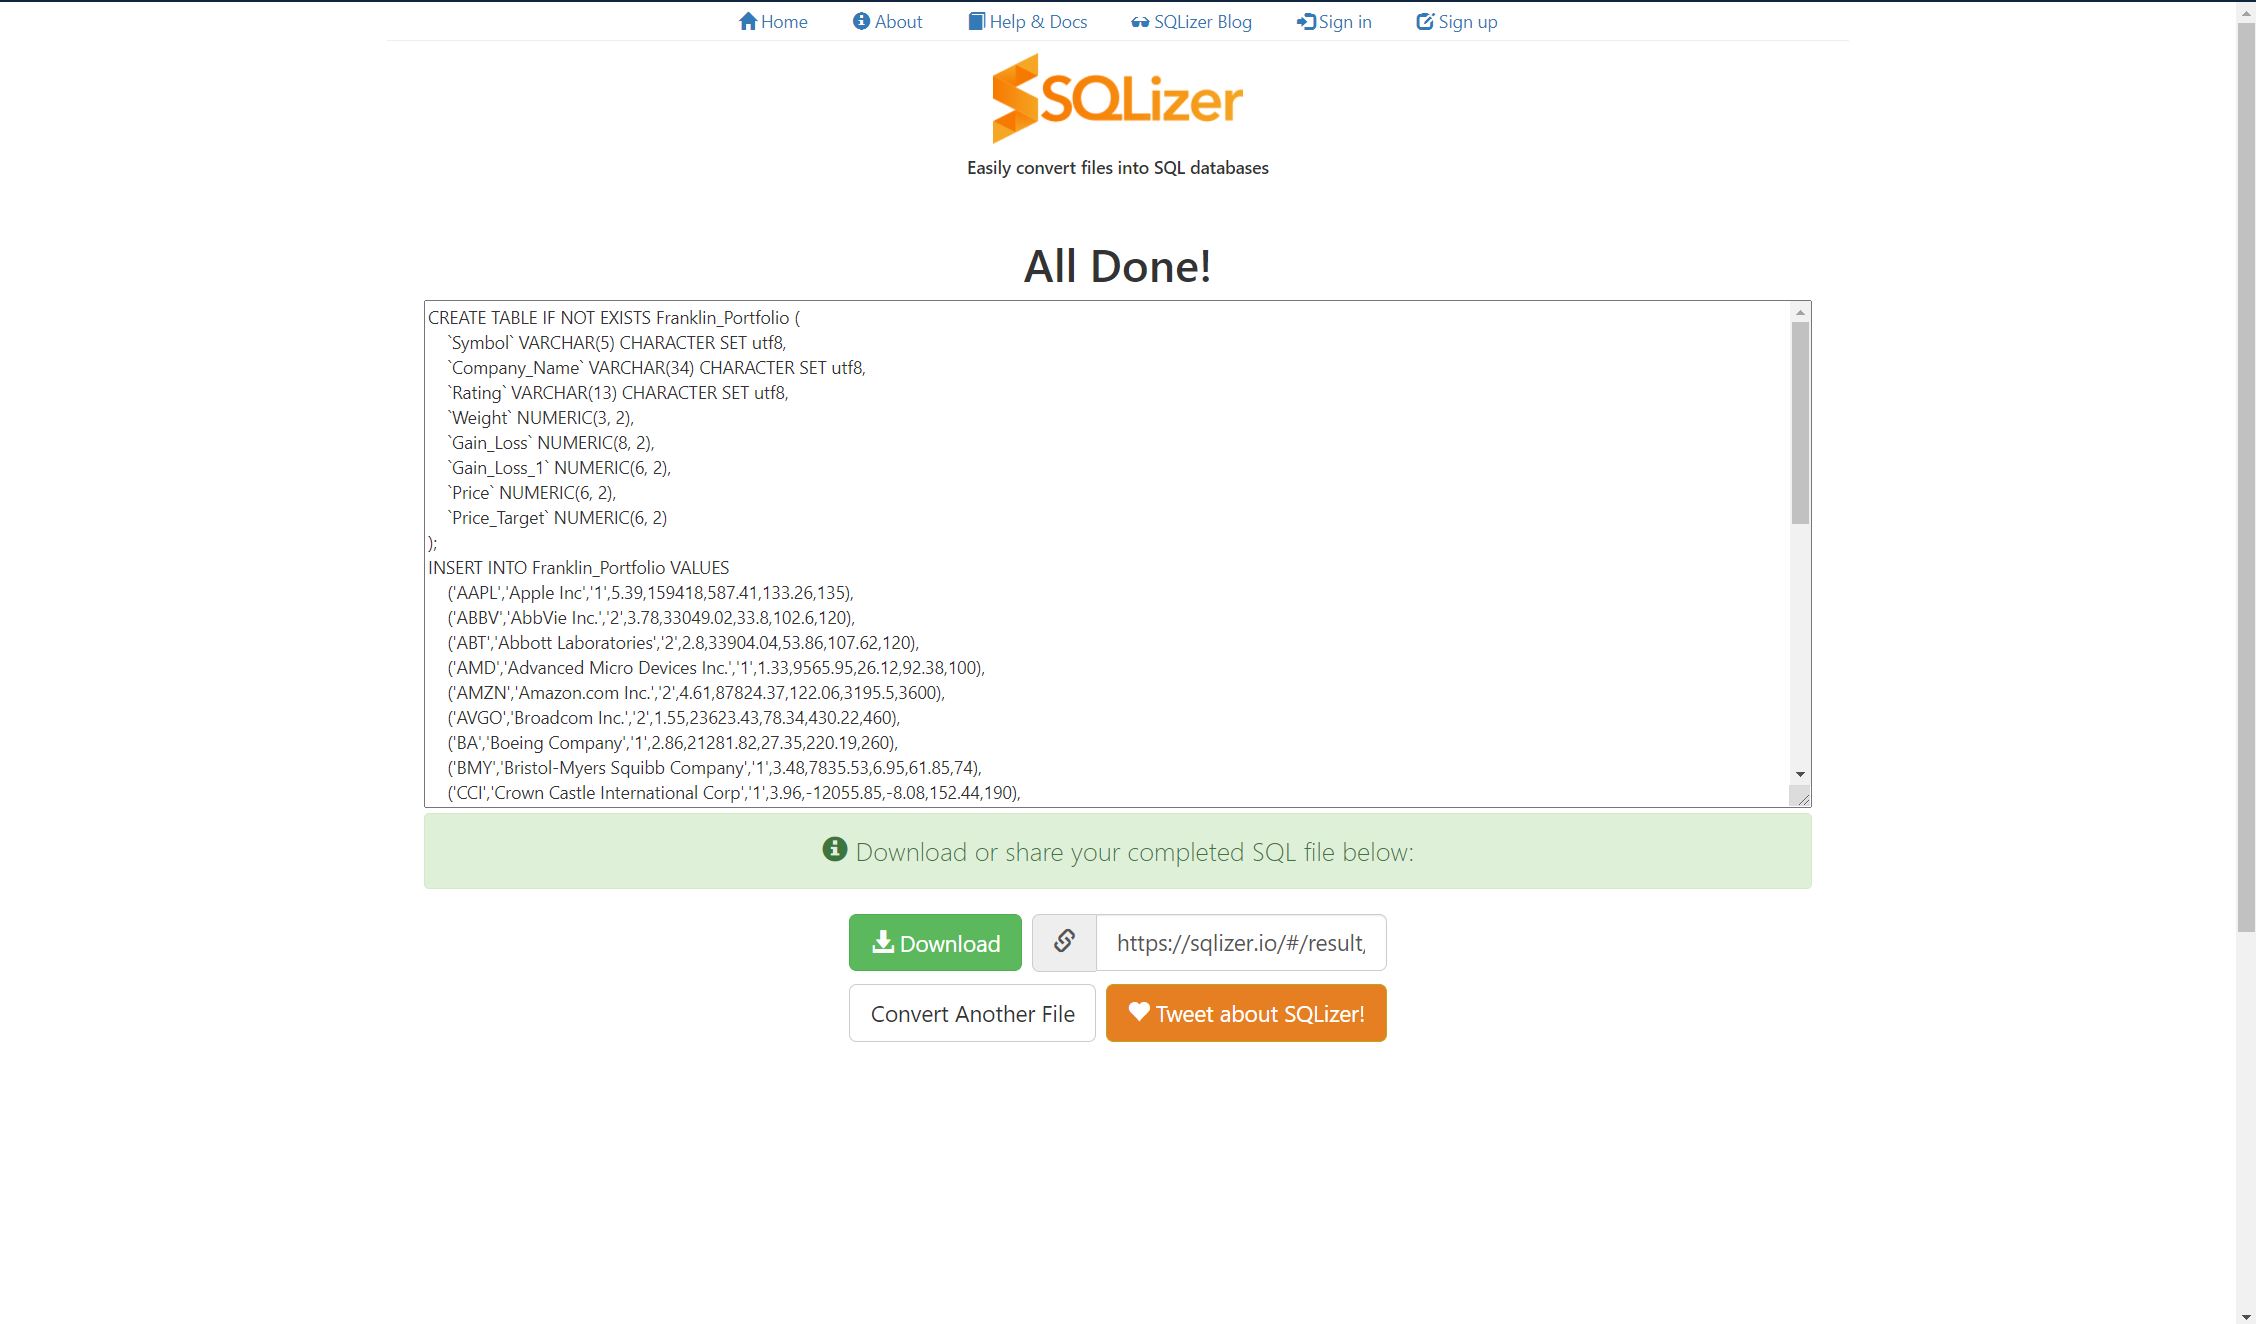 Home About Help & Docs SQLizer Blog Sign in Sign up
SQLizer
Easily convert files into SQL databases
All Done!
CREATE TABLE IF NOT EXISTS Franklin_Portfolio (
`Symbol` VARCHAR(5) CHARACTER SET utf8,
`Company_Name` VARCHAR(34) CHARACTER SET utf8,
`Rating` VARCHAR(13) CHARACTER SET utf8,
`Weight` NUMERIC(3, 2),
`Gain_Loss` NUMERIC(8, 2),
`Gain_Loss_1` NUMERIC(6, 2),
`Price` NUMERIC(6, 2),
`Price_Target` NUMERIC(6, 2)
);
INSERT INTO Franklin_Portfolio VALUES
('AAPL','Apple Inc','1',5.39,159418,587.41,133.26,135),
('ABBV','AbbVie Inc.','2',3.78,33049.02,33.8,102.6,120),
('ABT','Abbott Laboratories','2',2.8,33904.04,53.86,107.62,120),
('AMD','Advanced Micro Devices Inc.','1',1.33,9565.95,26.12,92.38,100),
('AMZN','Amazon.com Inc.','2',4.61,87824.37,122.06,3195.5,3600),
('AVGO','Broadcom Inc.','2',1.55,23623.43,78.34,430.22,460),
('BA','Boeing Company','1',2.86,21281.82,27.35,220.19,260),
('BMY','Bristol-Myers Squibb Company','1',3.48,7835.53,6.95,61.85,74),
('CCI','Crown Castle International Corp','1',3.96,-12055.85,-8.08,152.44,190),
Download or share your completed SQL file below:
Download https://sqlizer.io/#/result/
Convert Another File Tweet about SQLizer!